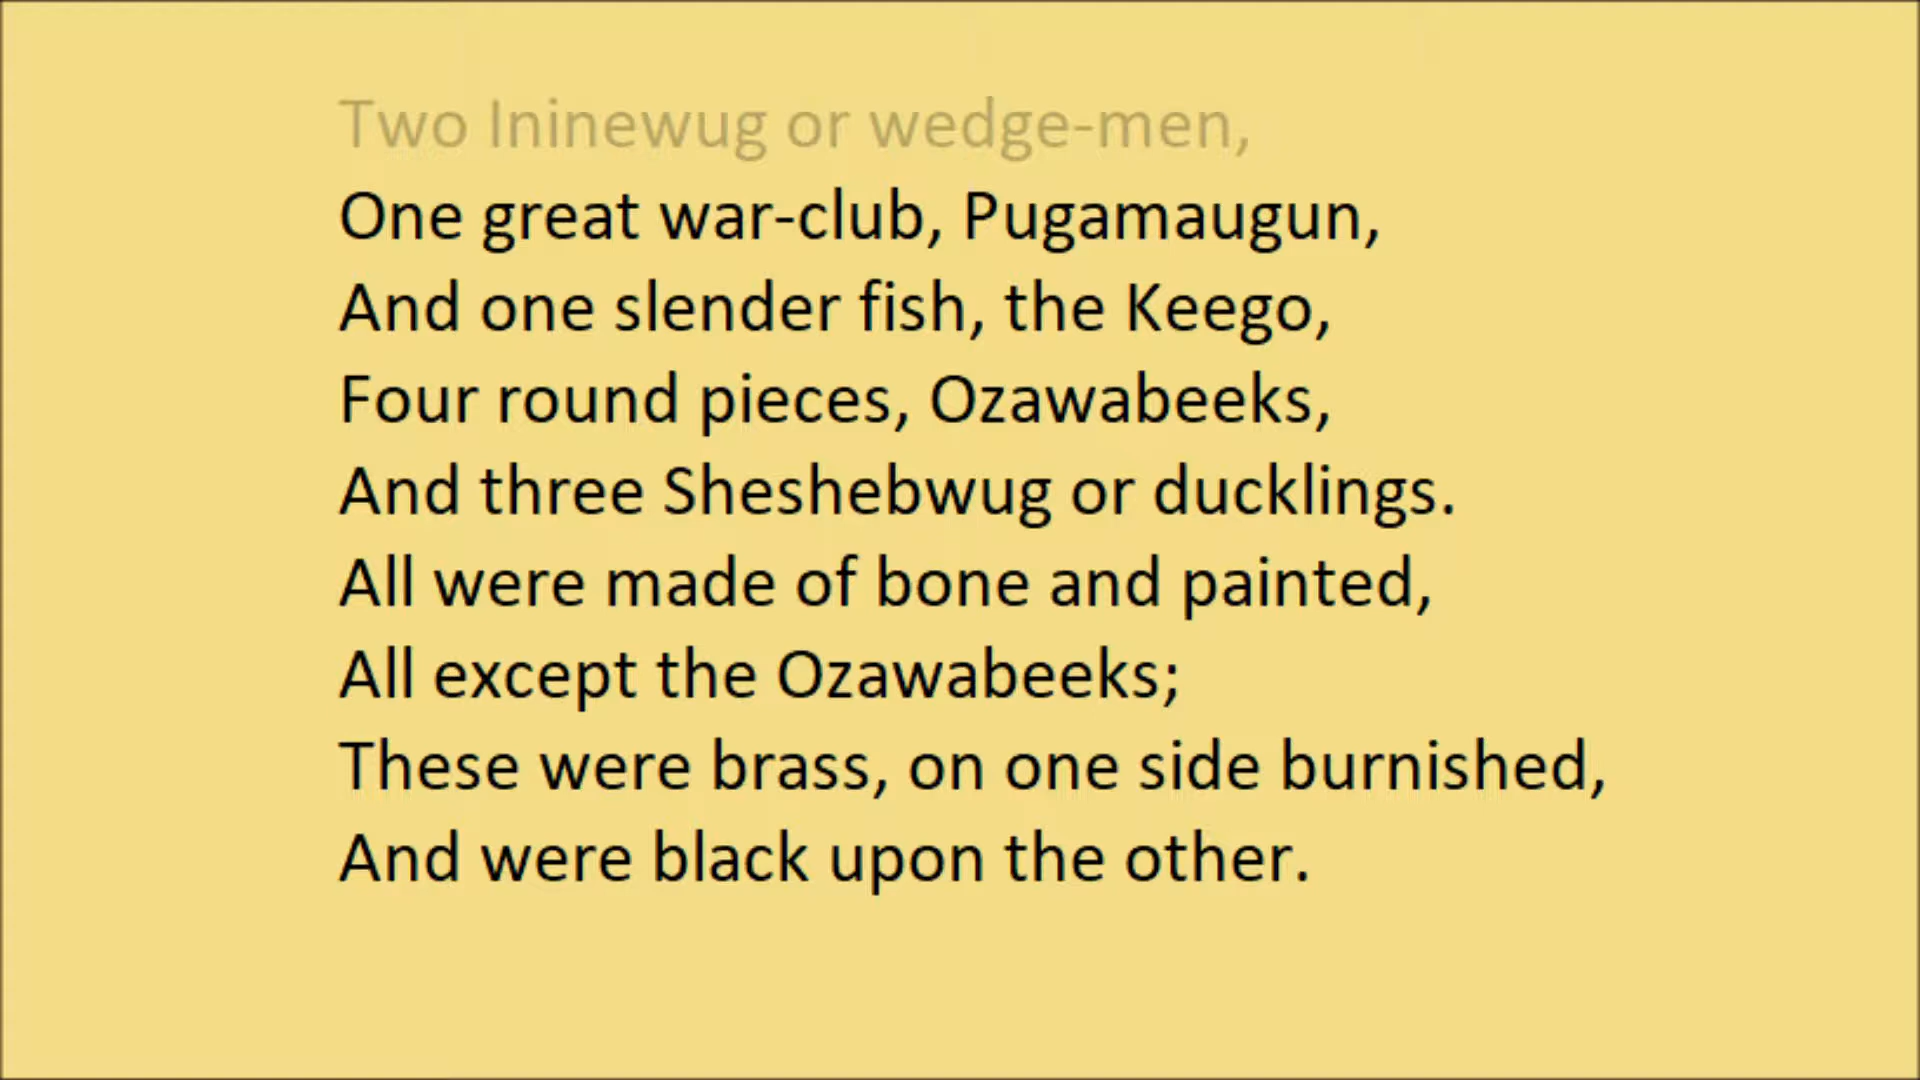 Two Ininewug or wedge-men,
One great war-club, Pugamaugun,
And one slender fish, the Keego,
Four round pieces, Ozawabeeks,
And three Sheshebwug or ducklings.
All were made of bone and painted,
All except the Ozawabeeks;
These were brass, on one side burnished,
And were black upon the other.